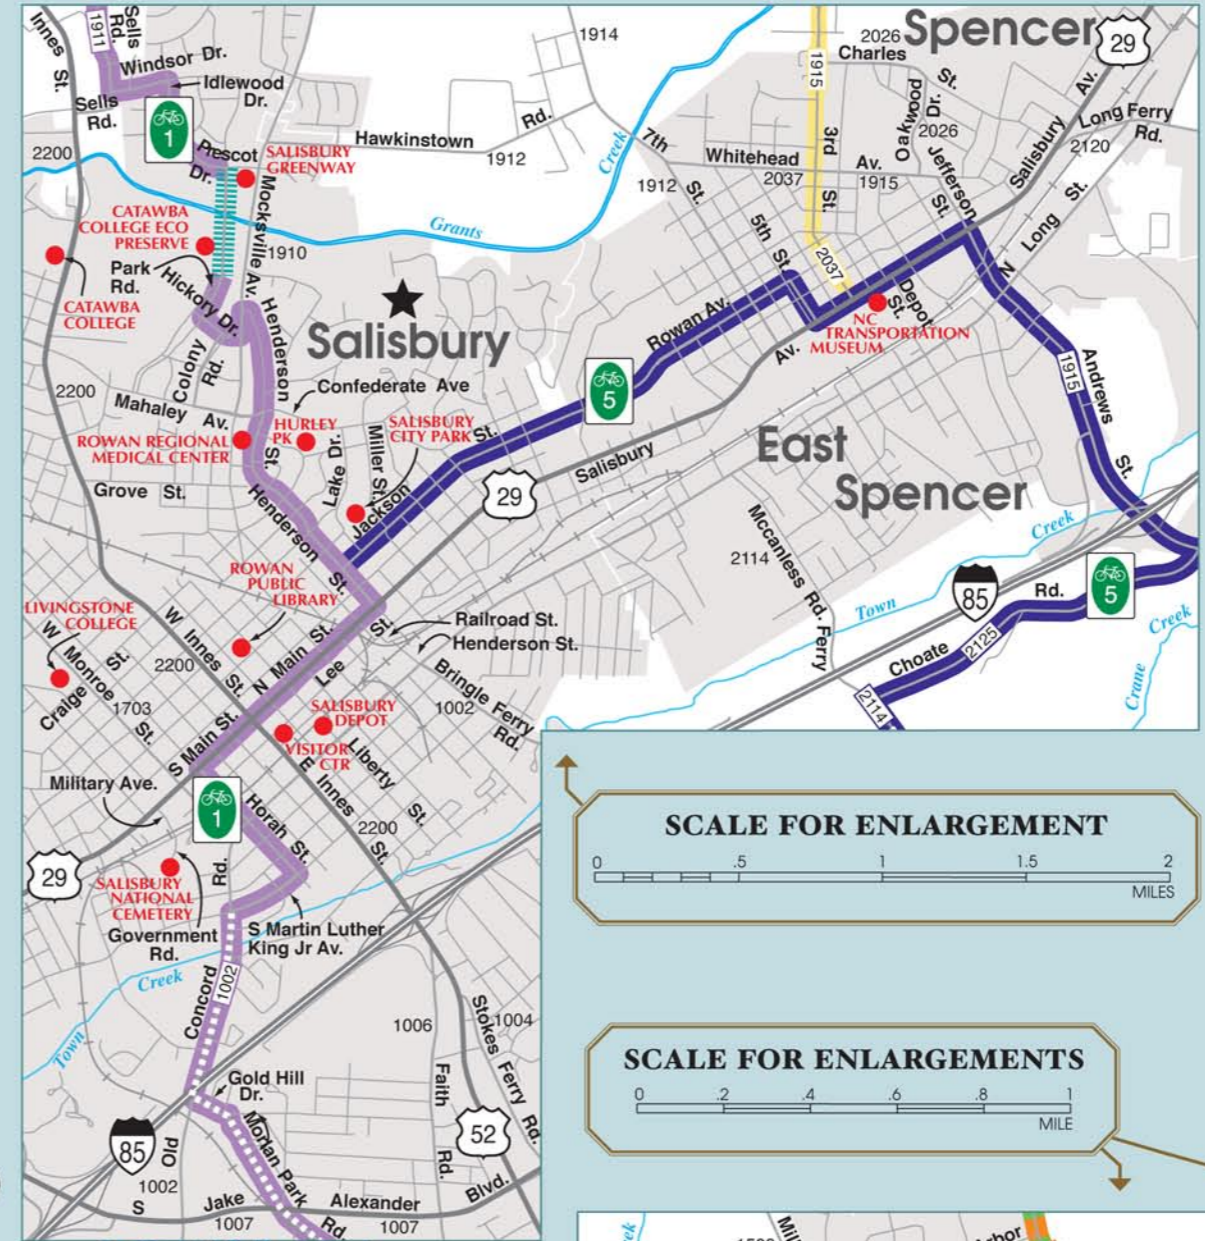 Innes
St.
1911
Sells
Rd.
Windsor Dr.
Idlewood
Dr.
Sells
Rd.
1
2200
Prescot
Dr.
SALISBURY
GREENWAY
Hawkinstown
Rd.
1912
1914
Creek
Grants
CATAWBA
COLLEGE ECO
PRESERVE
Mocksville Av.
1910
Park
Rd.
Hickory Dr.
CATAWBA
COLLEGE
Salisbury
Henderson
St.
Colony
Rd.
Confederate Ave
2200
Mahaley
Av.
HURLEY
PK
ROWAN REGIONAL
MEDICAL CENTER
Lake Dr.
Miller St.
SALISBURY
CITY PARK
Jackson
St.
Grove St.
Henderson
St.
Spencer
29
2026
Charles
St.
1915
3rd
St.
2037
Oakwood
Dr.
2026
Jefferson
St.
Salisbury
Av.
Long Ferry
Rd.
2120
7th
St.
1912
Whitehead
Av.
2037
1915
5th St.
N Long St.
Rowan Av.
5
Depot
St.
NC
TRANSPORTATION
MUSEUM
Salisbury
Av.
29
East
Spencer
1915
Andrews
St.
Mccanless Rd.
Ferry
2114
Town
Creek
85
Choate
Rd.
2125
5
2114
Crane
Creek
ROWAN
PUBLIC
LIBRARY
LIVINGSTONE
COLLEGE
W Monroe
St.
Craige
St.
1703
W Innes
St.
2200
N Main St.
Lee
St.
Railroad St.
Henderson St.
Bringle Ferry
Rd.
1002
SALISBURY
DEPOT
VISITOR
CTR
Liberty
St.
S Main St.
E Innes
St.
2200
Military Ave.
1
Horah
St.
29
SALISBURY
NATIONAL
CEMETERY
Rd.
Government
Rd.
S Martin Luther
King Jr Av.
Town
Creek
Concord
1002
1006
1004
Stokes Ferry Rd.
Faith
Rd.
52
Gold Hill
Dr.
Morlan Park
Rd.
85
Old
1002
S
Jake
Alexander
Blvd.
1007
1007
SCALE FOR ENLARGEMENT
0 .5 1 1.5 2
MILES
SCALE FOR ENLARGEMENTS
0 .2 .4 .6 .8 1
MILE